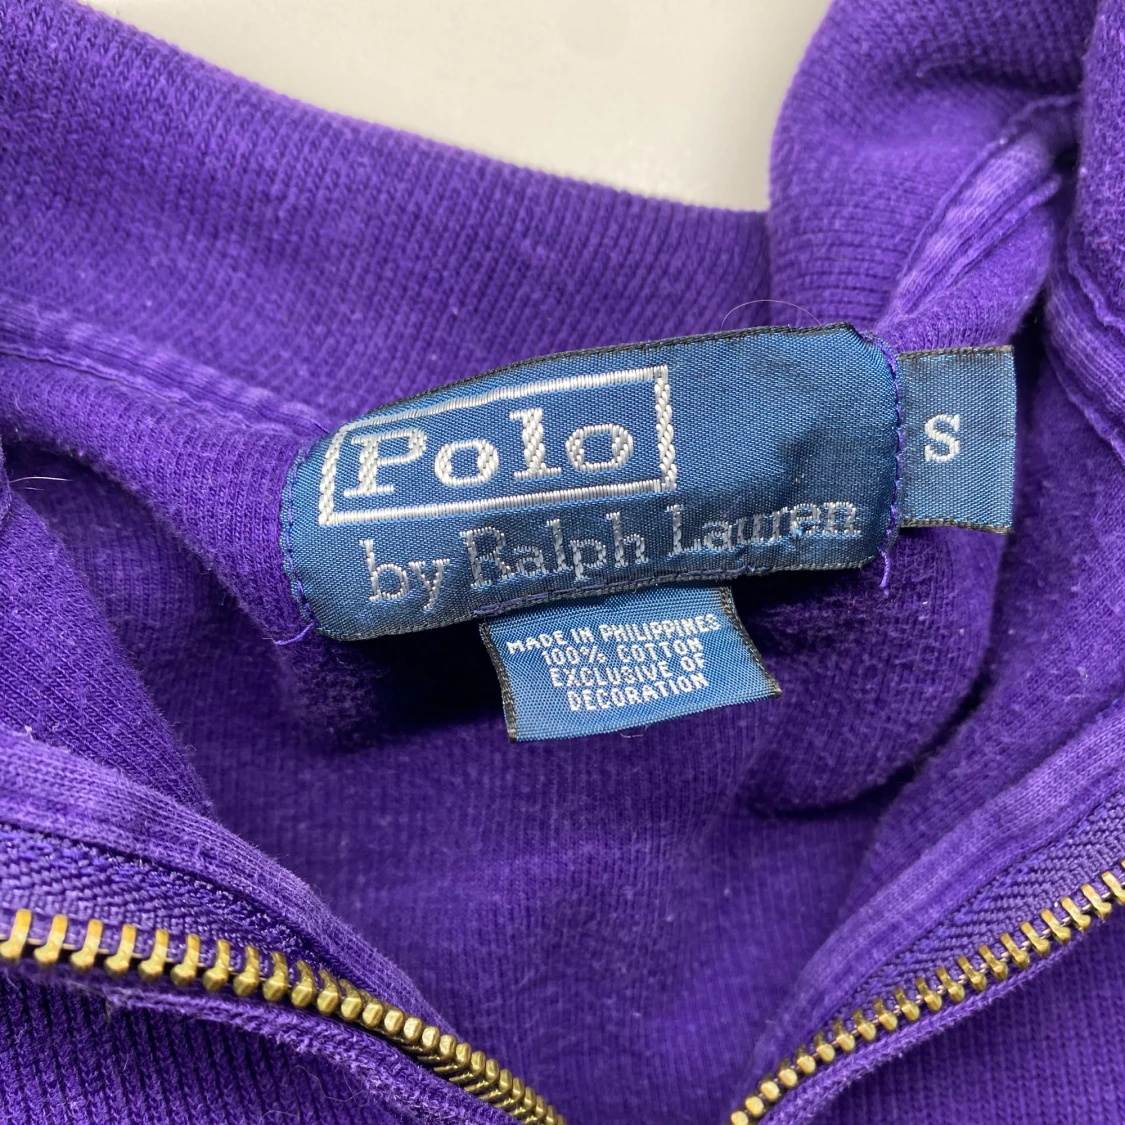 Polo
by Ralph Lauren
S
MADE IN PHILIPPINES
100% COTTON
EXCLUSIVE OF
DECORATION